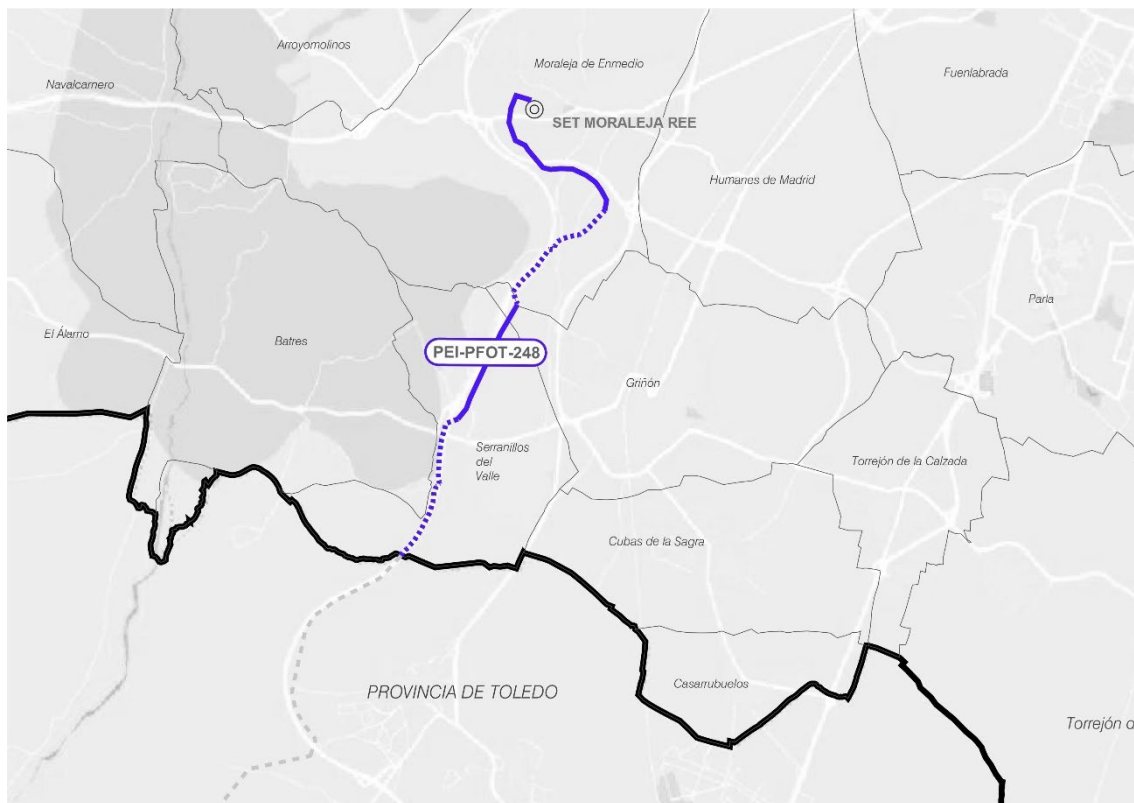 Arroyomolinos
Moraleja de Enmedio
Fuenlabrada
Navalcarnero
SET MORALEJA REE
Humanes de Madrid
Parla
El Álamo
Batres
PEI-PFOT-248
Griñón
Serranillos
del
Valle
Torrejón de la Calzada
Cubas de la Sagra
Casarrubuelos
PROVINCIA DE TOLEDO
Torrejón d